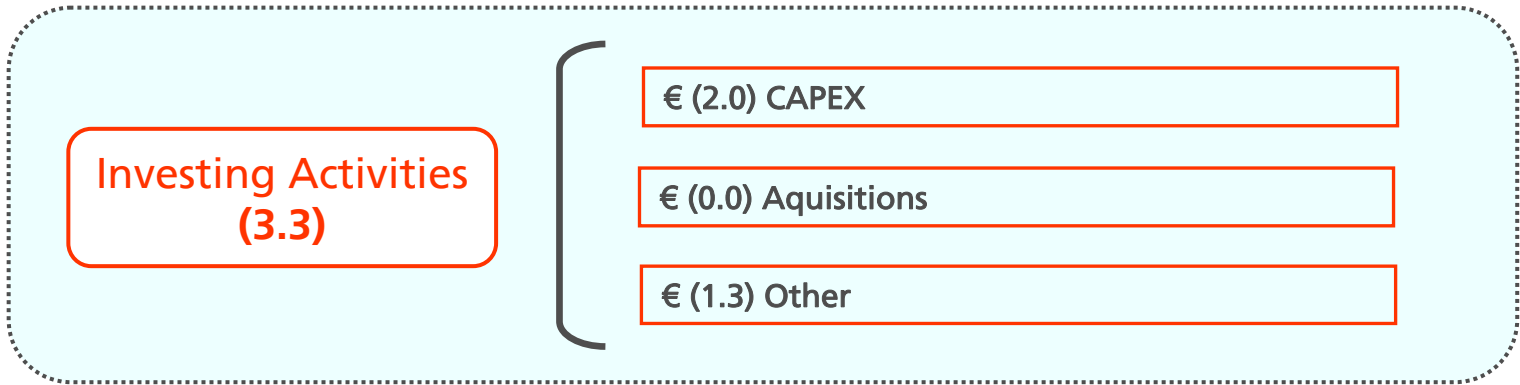 Investing Activities
(3.3)
€ (2.0) CAPEX
€ (0.0) Aquisitions
€ (1.3) Other